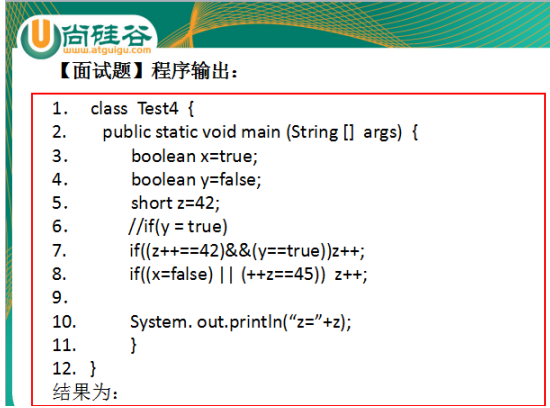 尚硅谷
www.atguigu.com
【面试题】程序输出：
1. class Test4 {
2. public static void main (String [] args) {
3. boolean x=true;
4. boolean y=false;
5. short z=42;
6. //if(y = true)
7. if((z++==42)&&(y==true))z++;
8. if((x=false) || (++z==45)) z++;
9.
10. System. out.println(“z=”+z);
11. }
12. }
结果为：